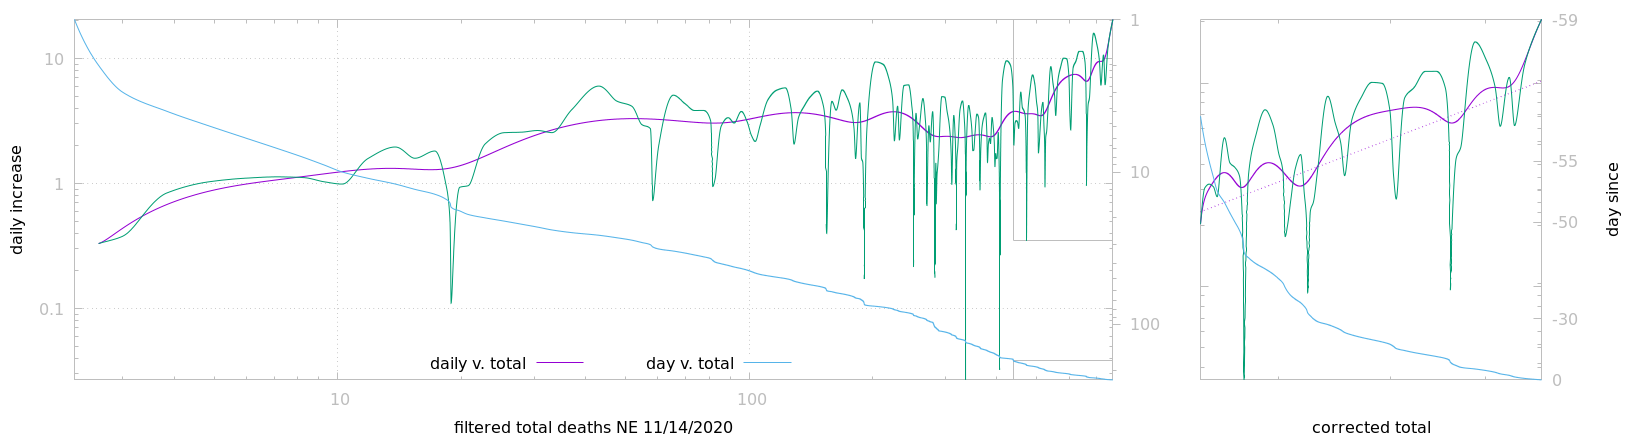 daily increase
10
1
0.1
daily v. total
day v. total
10
100
filtered total deaths NE 11/14/2020
1
10
100
-59
-55
-50
-30
0
day since
corrected total